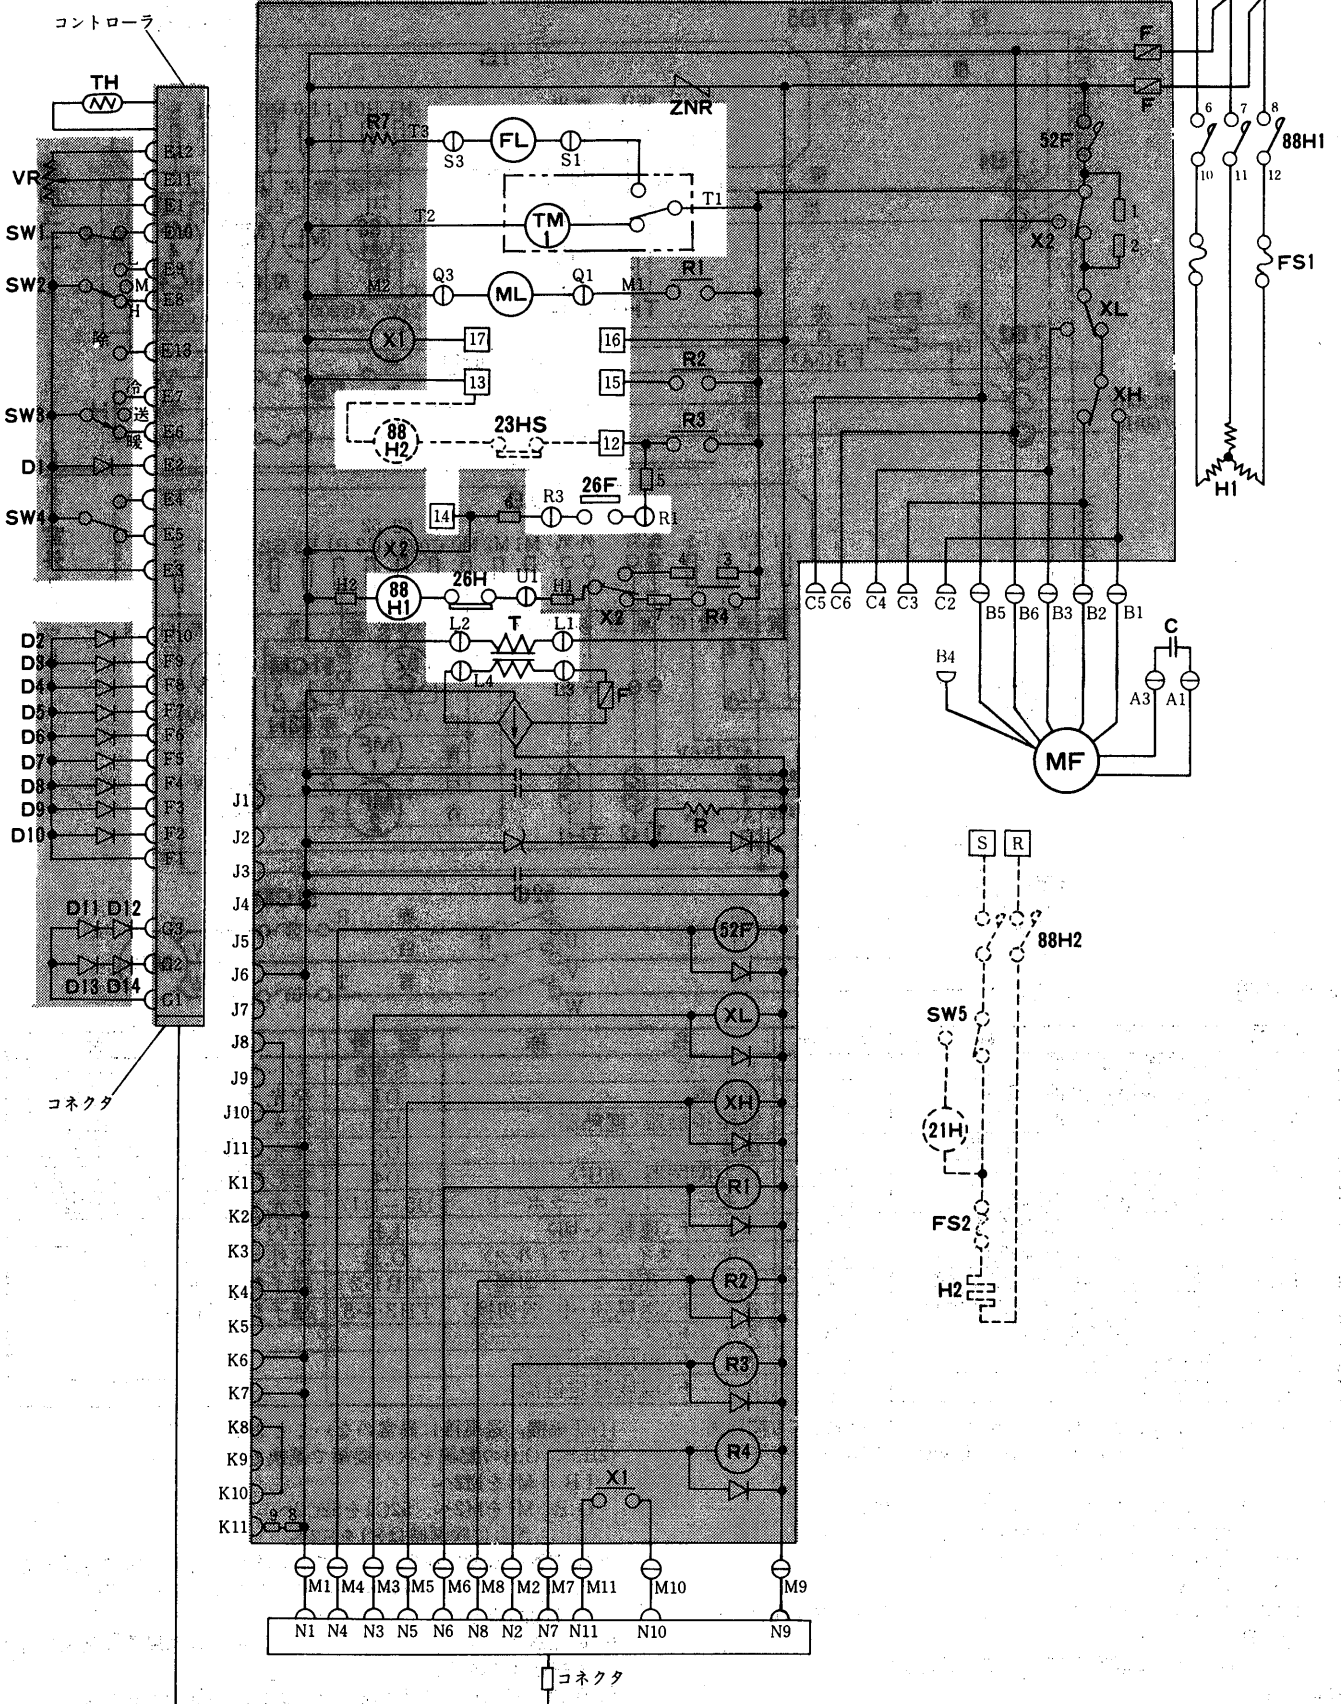 コントローラ
TH
E12
VR
E11
E1
SW1
E10
E9
SW2
M
E8
H
除
E13
冷
E7
SW3
送
E6
暖
D1
E2
E4
SW4
E5
E3
D2
F10
D3
F9
D4
F8
D5
F7
D6
F6
D7
F5
D8
F4
D9
F3
D10
F2
F1
D11 D12
G3
G2
D13 D14
G1
コネクタ
F
F
ZNR
R7
T3
S3
FL
S1
T2
TM
T1
M2
Q3
ML
Q1
M1
R1
X1
17
16
13
15
R2
88
H2
23HS
12
R3
5
14
6
R3
26F
R1
X2
H2
88
H1
26H
U1
H1
X2
4
3
7
R4
L2
T
L1
L4
L3
F
R
52F
X2
1
2
XL
XH
6
7
8
88H1
10
11
12
FS1
H1
C5
C6
C4
C3
C2
B5
B6
B3
B2
B1
B4
C
A3
A1
MF
S
R
88H2
SW5
21H
FS2
H2
J1
J2
J3
J4
J5
J6
J7
J8
J9
J10
J11
K1
K2
K3
K4
K5
K6
K7
K8
K9
K10
K11
9
8
52F
XL
XH
R1
R2
R3
R4
X1
M1
M4
M3
M5
M6
M8
M2
M7
M11
M10
M9
N1
N4
N3
N5
N6
N8
N2
N7
N11
N10
N9
コネクタ